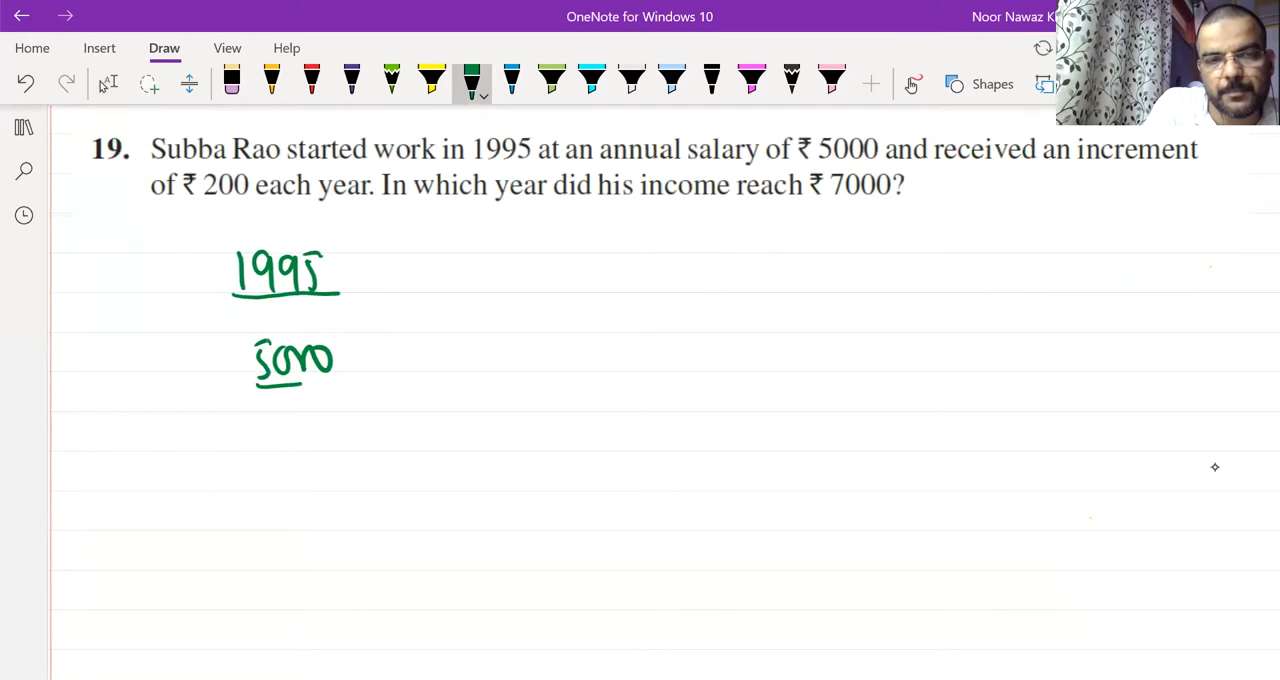 OneNote for Windows 10
Noor Nawaz K
Home Insert Draw View Help
Shapes
19. Subba Rao started work in 1995 at an annual salary of ₹ 5000 and received an increment
of ₹ 200 each year. In which year did his income reach ₹ 7000?
1995
5000